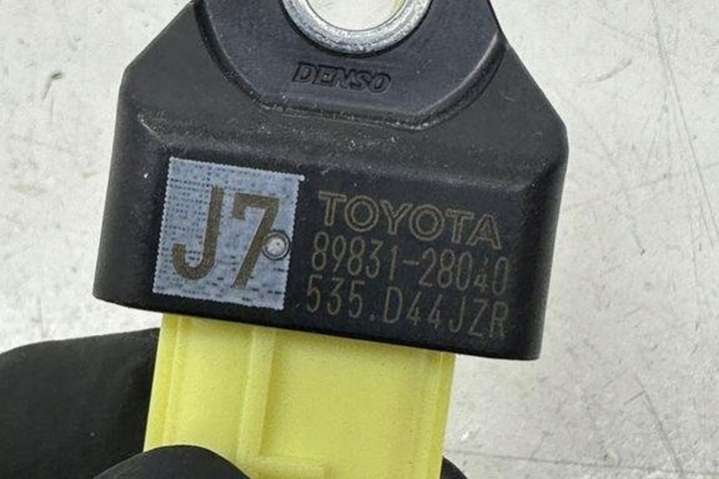 DENSO
J7
TOYOTA
89831-28040
535.D44JZR